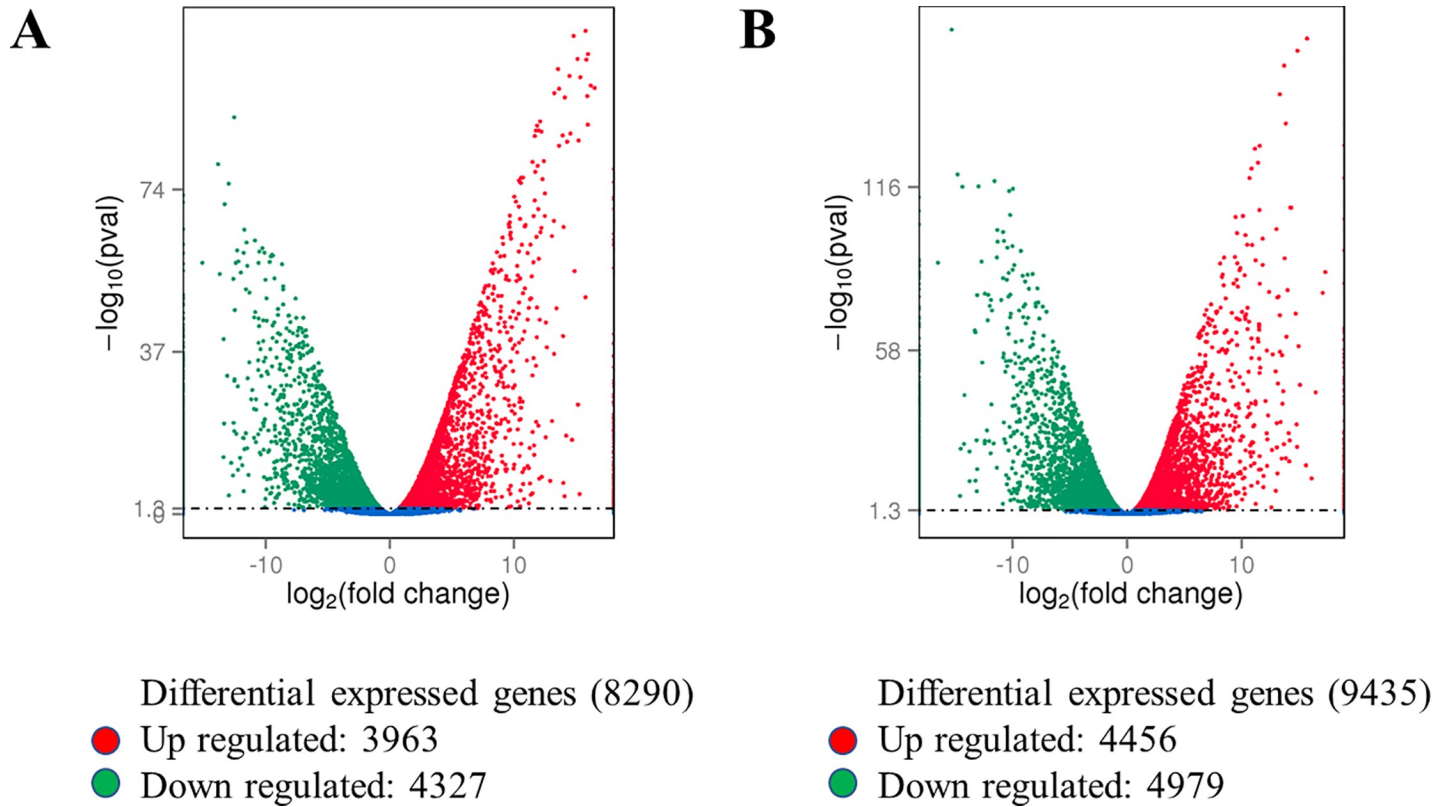 A
B
−log10(pval)
74
37
1.3
0
-10 0 10
log2(fold change)
−log10(pval)
116
58
1.3
-10 0 10
log2(fold change)
Differential expressed genes (8290)
Up regulated: 3963
Down regulated: 4327
Differential expressed genes (9435)
Up regulated: 4456
Down regulated: 4979